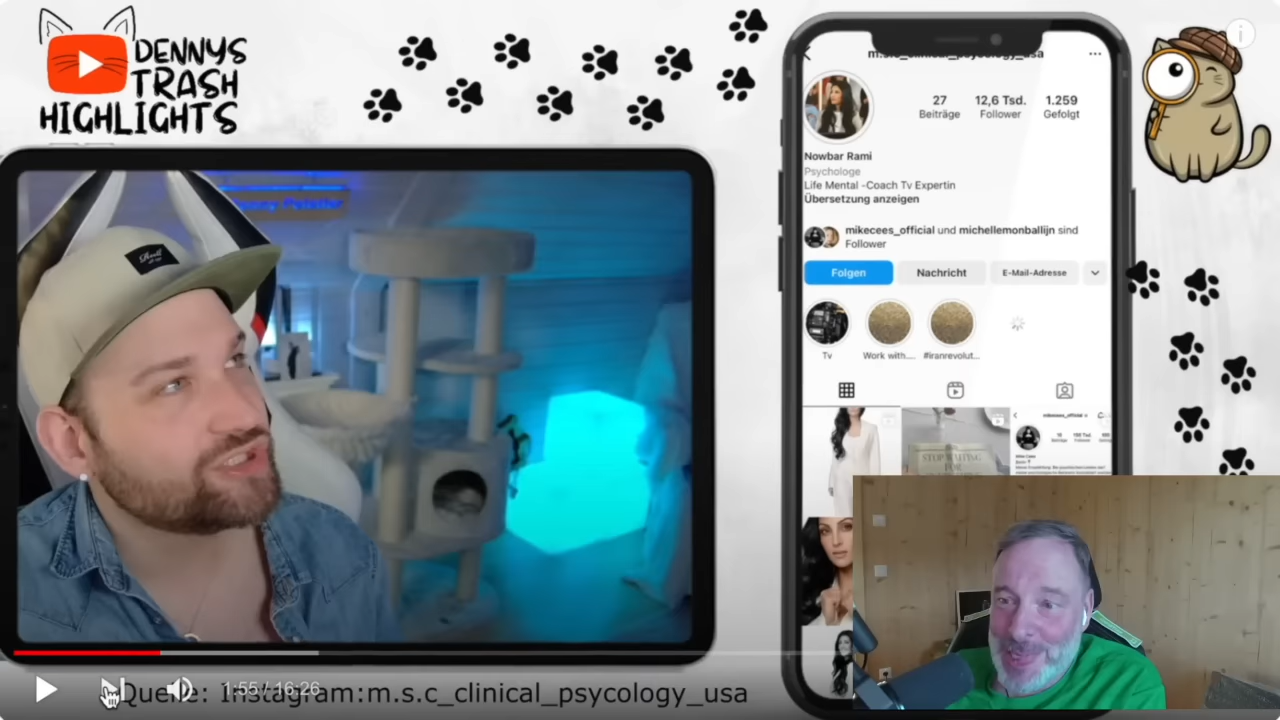 DENNYS
TRASH
HIGHLIGHTS
27
Beiträge
12,6 Tsd.
Follower
1.259
Gefolgt
Nowbar Rami
Psychologe
Life Mental -Coach Tv Expertin
Übersetzung anzeigen
mikecees_official und michellemonballijn sind
Follower
Folgen
Nachricht
E-Mail-Adresse
Tv
Work with....
#iranrevolut...
mikecees_official
STOP WAITING
FOR
1:55 / 16:26
Quelle: Instagram:m.s.c_clinical_psycology_usa